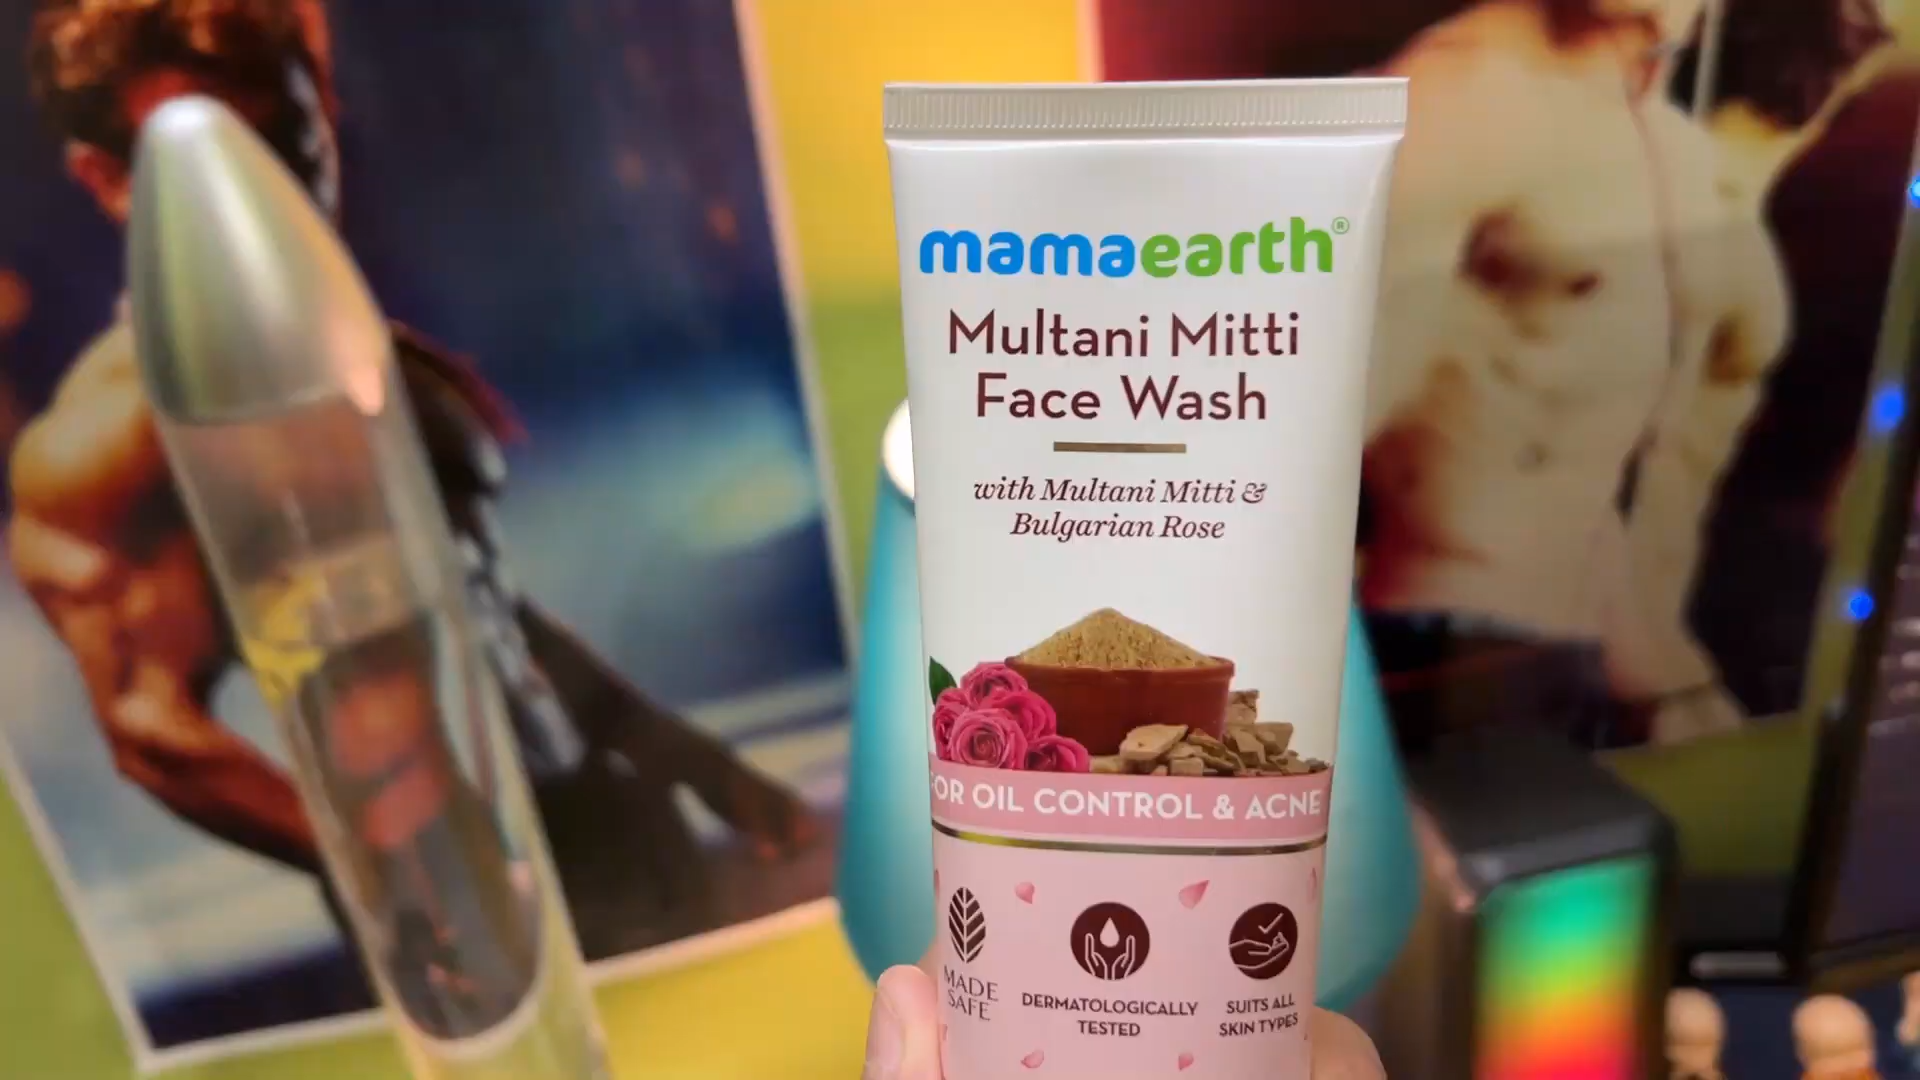 mamaearth®
Multani Mitti
Face Wash
with Multani Mitti &
Bulgarian Rose
FOR OIL CONTROL & ACNE
MADE
SAFE
DERMATOLOGICALLY
TESTED
SUITS ALL
SKIN TYPES